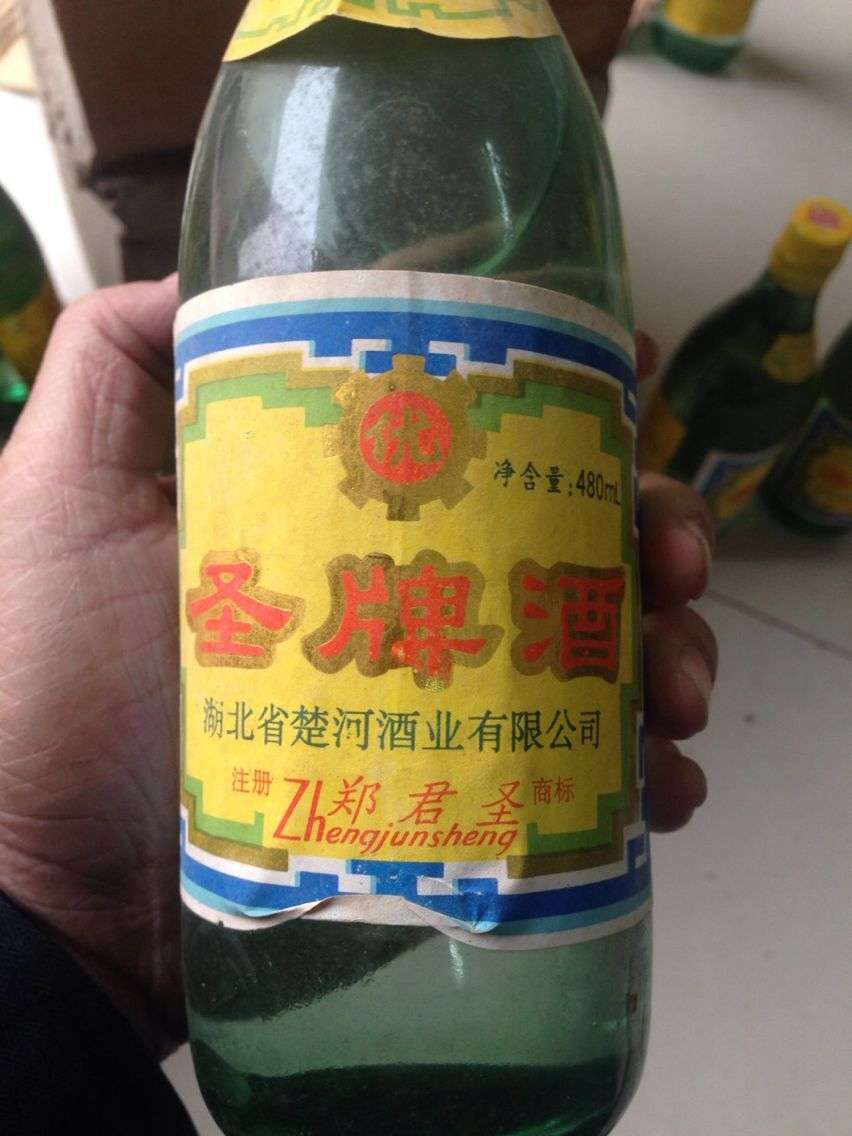 优
净含量:480mL
圣牌酒
湖北省楚河酒业有限公司
注册 郑君圣 商标
Zhengjunsheng